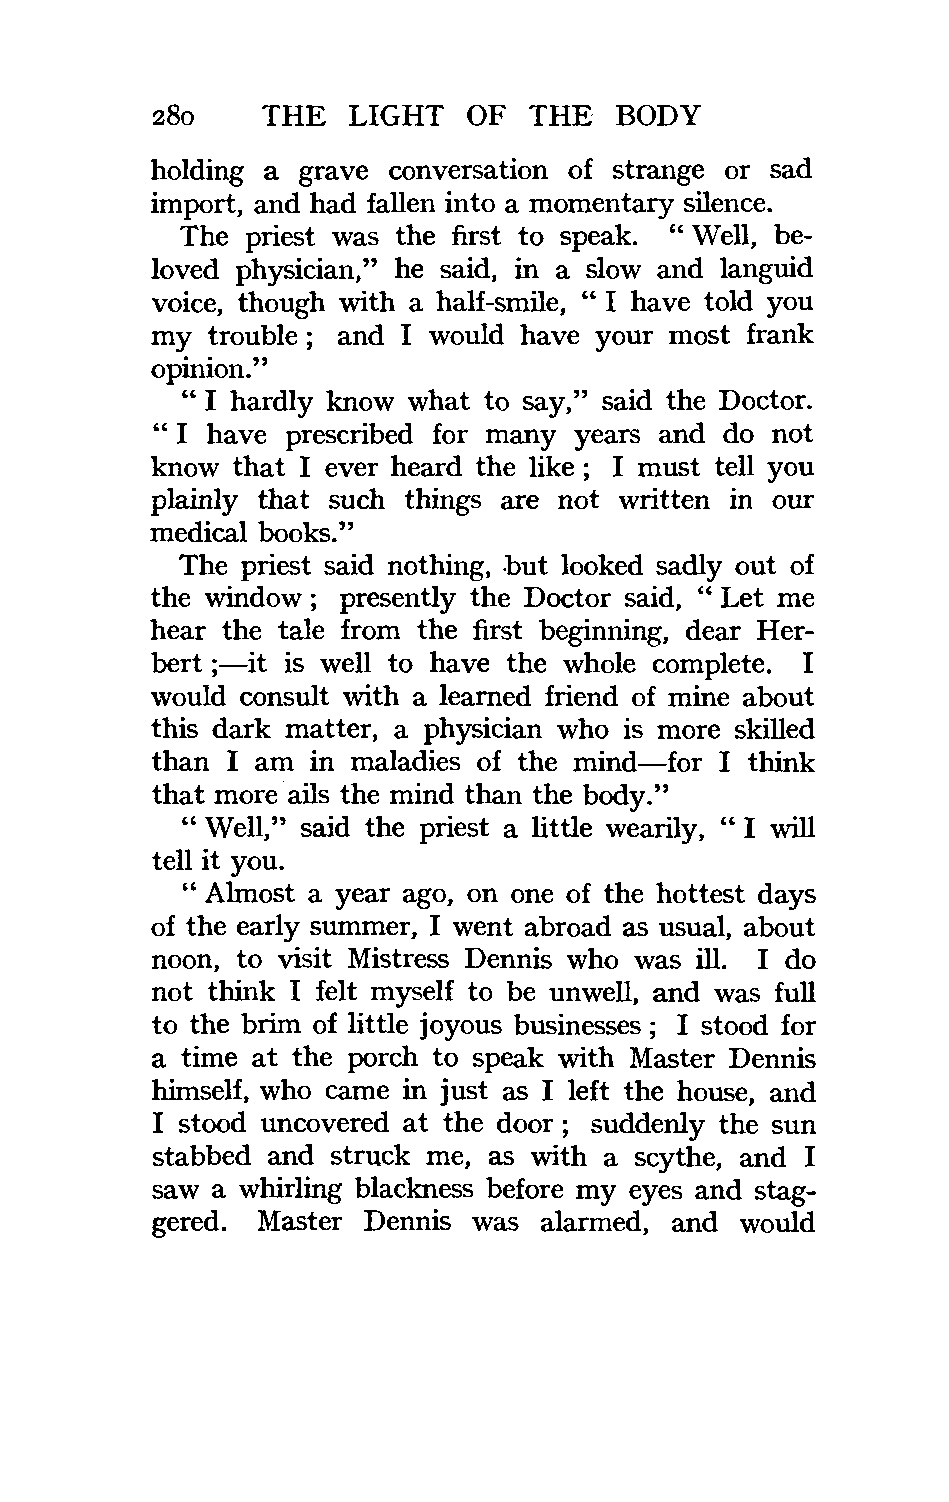 280 THE LIGHT OF THE BODY
holding a grave conversation of strange or sad
import, and had fallen into a momentary silence.
The priest was the first to speak. “ Well, be-
loved physician,” he said, in a slow and languid
voice, though with a half-smile, “ I have told you
my trouble ; and I would have your most frank
opinion.”
“ I hardly know what to say,” said the Doctor.
“ I have prescribed for many years and do not
know that I ever heard the like ; I must tell you
plainly that such things are not written in our
medical books.”
The priest said nothing, but looked sadly out of
the window ; presently the Doctor said, “ Let me
hear the tale from the first beginning, dear Her-
bert ;—it is well to have the whole complete. I
would consult with a learned friend of mine about
this dark matter, a physician who is more skilled
than I am in maladies of the mind—for I think
that more ails the mind than the body.”
“ Well,” said the priest a little wearily, “ I will
tell it you.
“ Almost a year ago, on one of the hottest days
of the early summer, I went abroad as usual, about
noon, to visit Mistress Dennis who was ill. I do
not think I felt myself to be unwell, and was full
to the brim of little joyous businesses ; I stood for
a time at the porch to speak with Master Dennis
himself, who came in just as I left the house, and
I stood uncovered at the door ; suddenly the sun
stabbed and struck me, as with a scythe, and I
saw a whirling blackness before my eyes and stag-
gered. Master Dennis was alarmed, and would